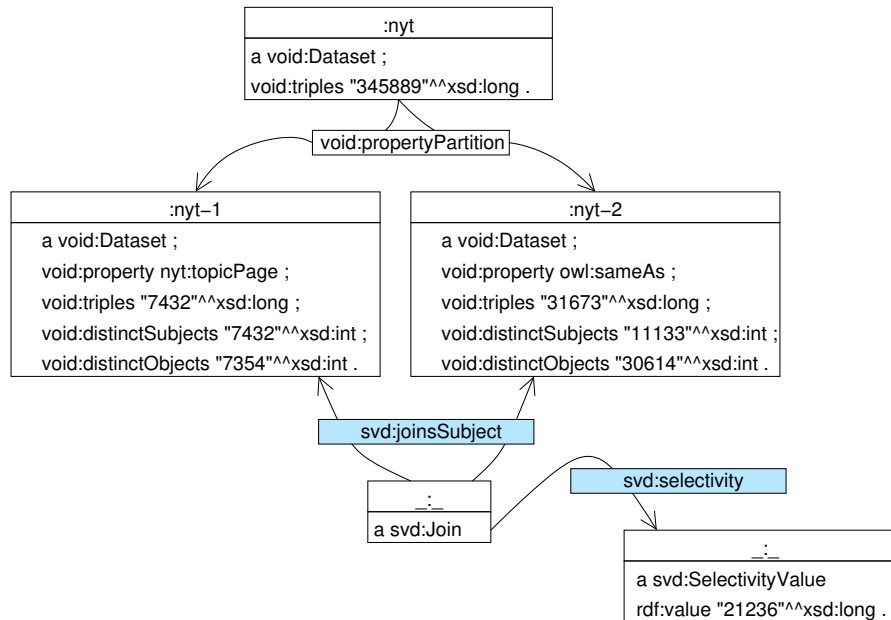 :nyt
a void:Dataset ;
void:triples "345889"^^xsd:long .
void:propertyPartition
:nyt−1
a void:Dataset ;
void:property nyt:topicPage ;
void:triples "7432"^^xsd:long ;
void:distinctSubjects "7432"^^xsd:int ;
void:distinctObjects "7354"^^xsd:int .
:nyt−2
a void:Dataset ;
void:property owl:sameAs ;
void:triples "31673"^^xsd:long ;
void:distinctSubjects "11133"^^xsd:int ;
void:distinctObjects "30614"^^xsd:int .
svd:joinsSubject
svd:selectivity
_:_
a svd:Join
_:_
a svd:SelectivityValue
rdf:value "21236"^^xsd:long .